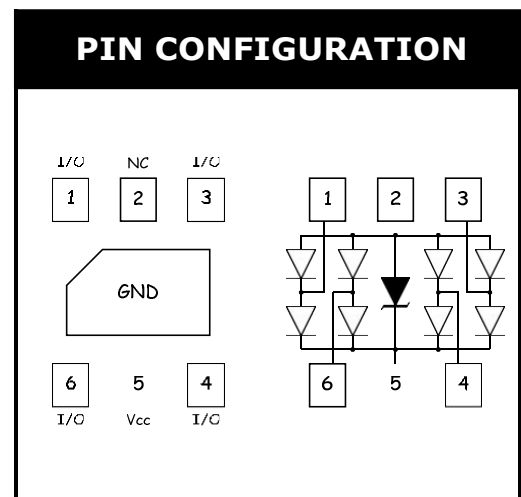 PIN CONFIGURATION
I/O NC I/O
1 2 3
GND
6 5 4
I/O Vcc I/O
1 2 3
6 5 4